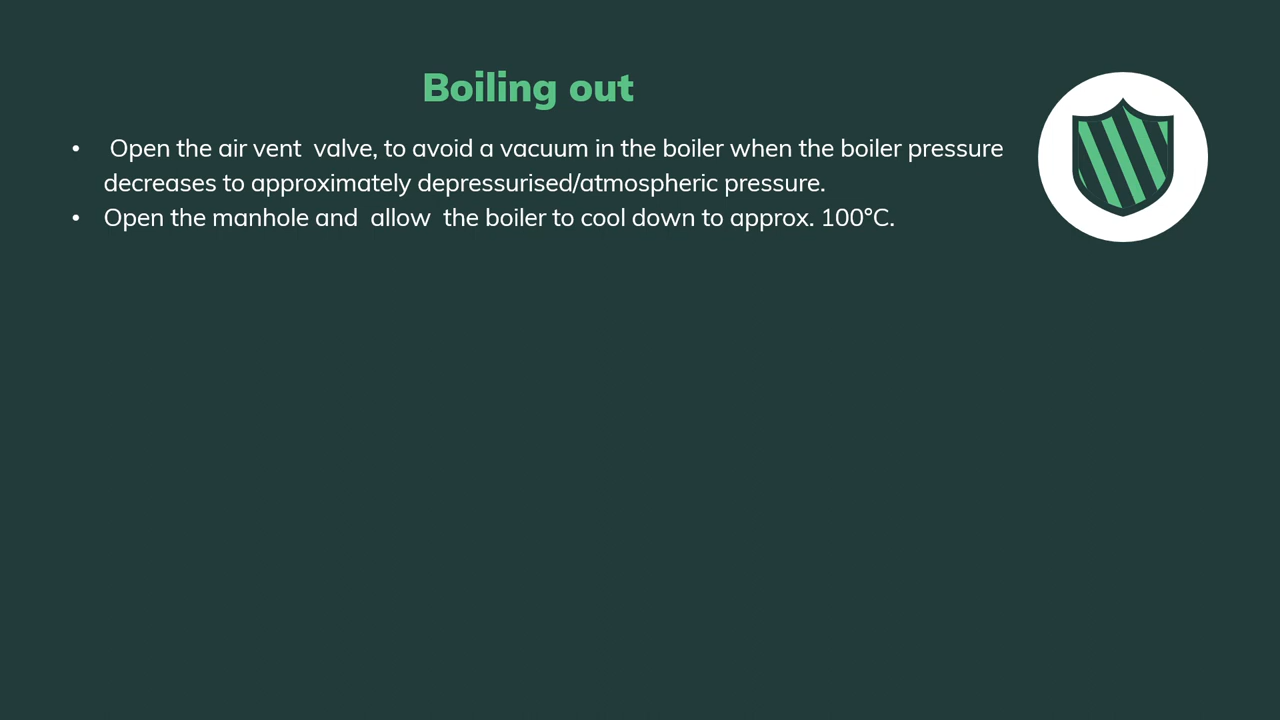 Boiling out
• Open the air vent valve, to avoid a vacuum in the boiler when the boiler pressure
decreases to approximately depressurised/atmospheric pressure.
• Open the manhole and allow the boiler to cool down to approx. 100°C.